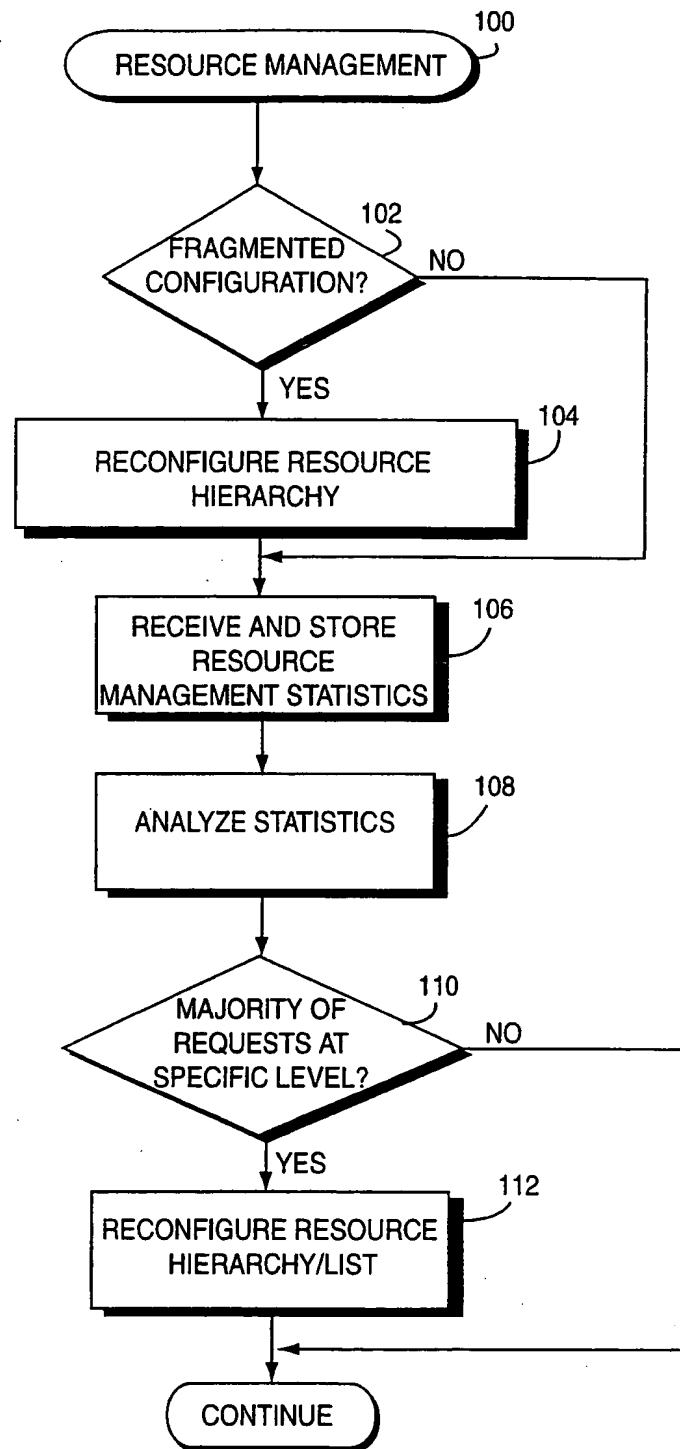 100
RESOURCE MANAGEMENT
102
FRAGMENTED
CONFIGURATION?
NO
YES
104
RECONFIGURE RESOURCE
HIERARCHY
106
RECEIVE AND STORE
RESOURCE
MANAGEMENT STATISTICS
108
ANALYZE STATISTICS
110
MAJORITY OF
REQUESTS AT
SPECIFIC LEVEL?
NO
YES
112
RECONFIGURE RESOURCE
HIERARCHY/LIST
CONTINUE